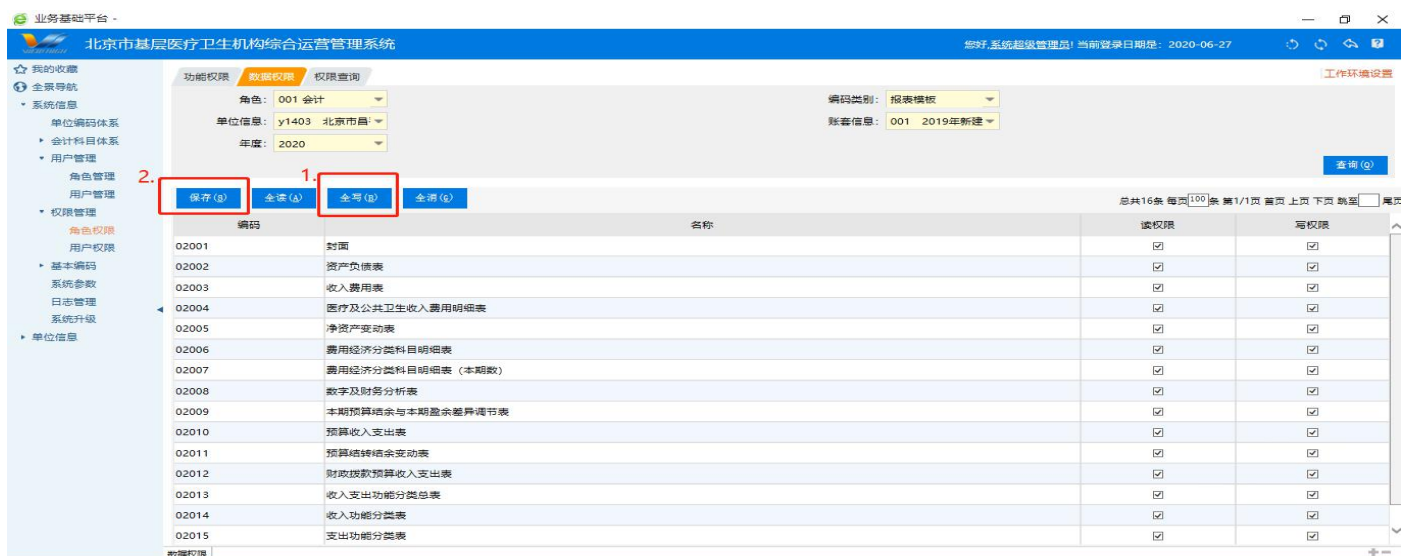 业务基础平台 -
北京市基层医疗卫生机构综合运营管理系统 您好,系统超级管理员! 当前登录日期是: 2020-06-27
我的收藏
全景导航
系统信息
单位编码体系
会计科目体系
用户管理
角色管理
用户管理
权限管理
角色权限
用户权限
基本编码
系统参数
日志管理
系统升级
单位信息
功能权限 数据权限 权限查询 工作环境设置
角色: 001 会计 编码类别: 报表模板
单位信息: y1403 北京市昌 账套信息: 001 2019年新建
年度: 2020
查询(Q)
2. 1.
保存(S) 全读(A) 全写(B) 全消(C) 总共16条 每页100条 第1/1页 首页 上页 下页 跳至 尾页
编码 名称 读权限 写权限
02001 封面
02002 资产负债表
02003 收入费用表
02004 医疗及公共卫生收入费用明细表
02005 净资产变动表
02006 费用经济分类科目明细表
02007 费用经济分类科目明细表（本期数）
02008 数字及财务分析表
02009 本期预算结余与本期盈余差异调节表
02010 预算收入支出表
02011 预算结转结余变动表
02012 财政拨款预算收入支出表
02013 收入支出功能分类总表
02014 收入功能分类表
02015 支出功能分类表
数据权限